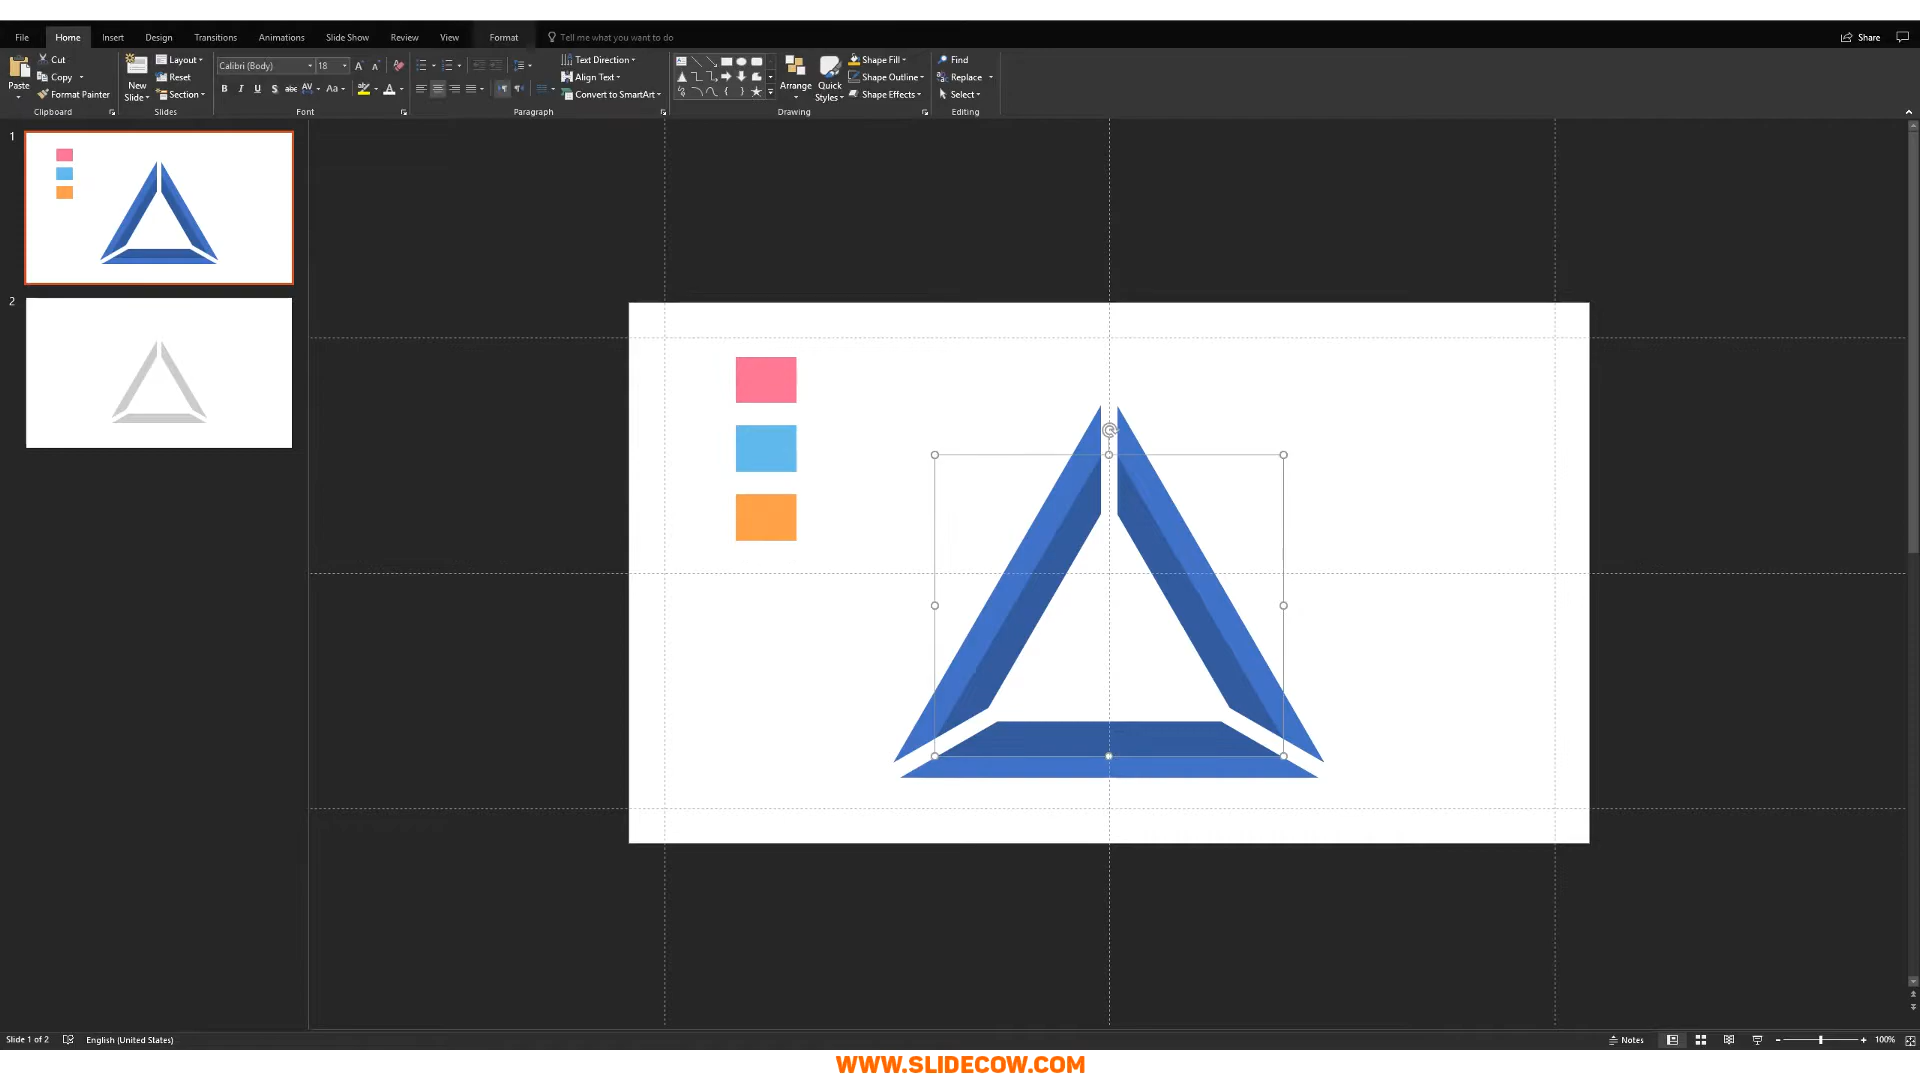 File Home Insert Design Transitions Animations Slide Show Review View Format Tell me what you want to do Share
Paste Cut Copy Format Painter Clipboard
New Slide Layout Reset Section Slides
Calibri (Body) 18
B I U S abc AV Aa A Font
Text Direction Align Text Convert to SmartArt Paragraph
Arrange Quick Styles Shape Fill Shape Outline Shape Effects Drawing
Find Replace Select Editing
1
2
Slide 1 of 2 English (United States) Notes 100%
WWW.SLIDECOW.COM